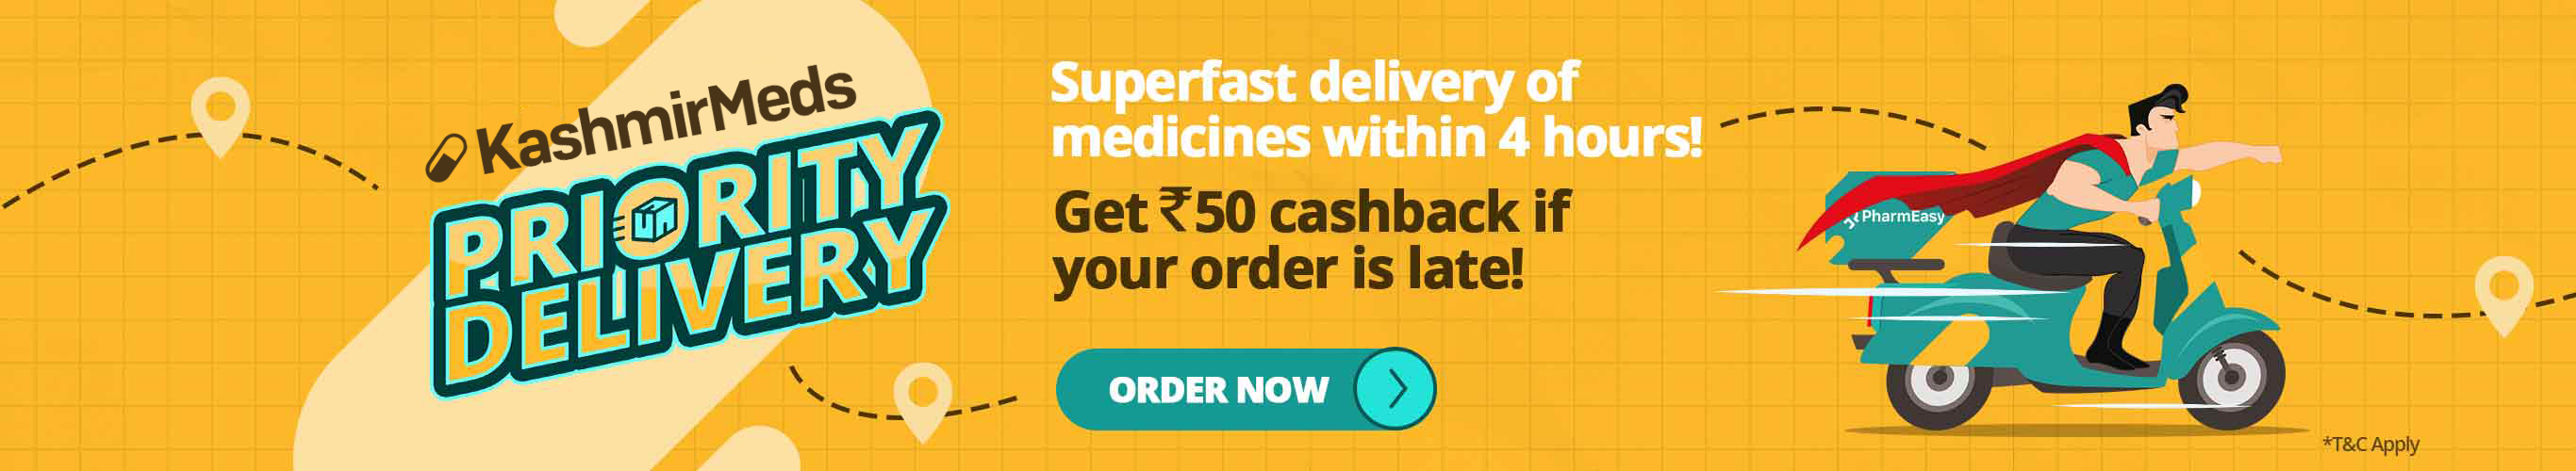 KashmirMeds
PRIORITY
DELIVERY
Superfast delivery of
medicines within 4 hours!
Get ₹50 cashback if
your order is late!
ORDER NOW
PharmEasy
*T&C Apply